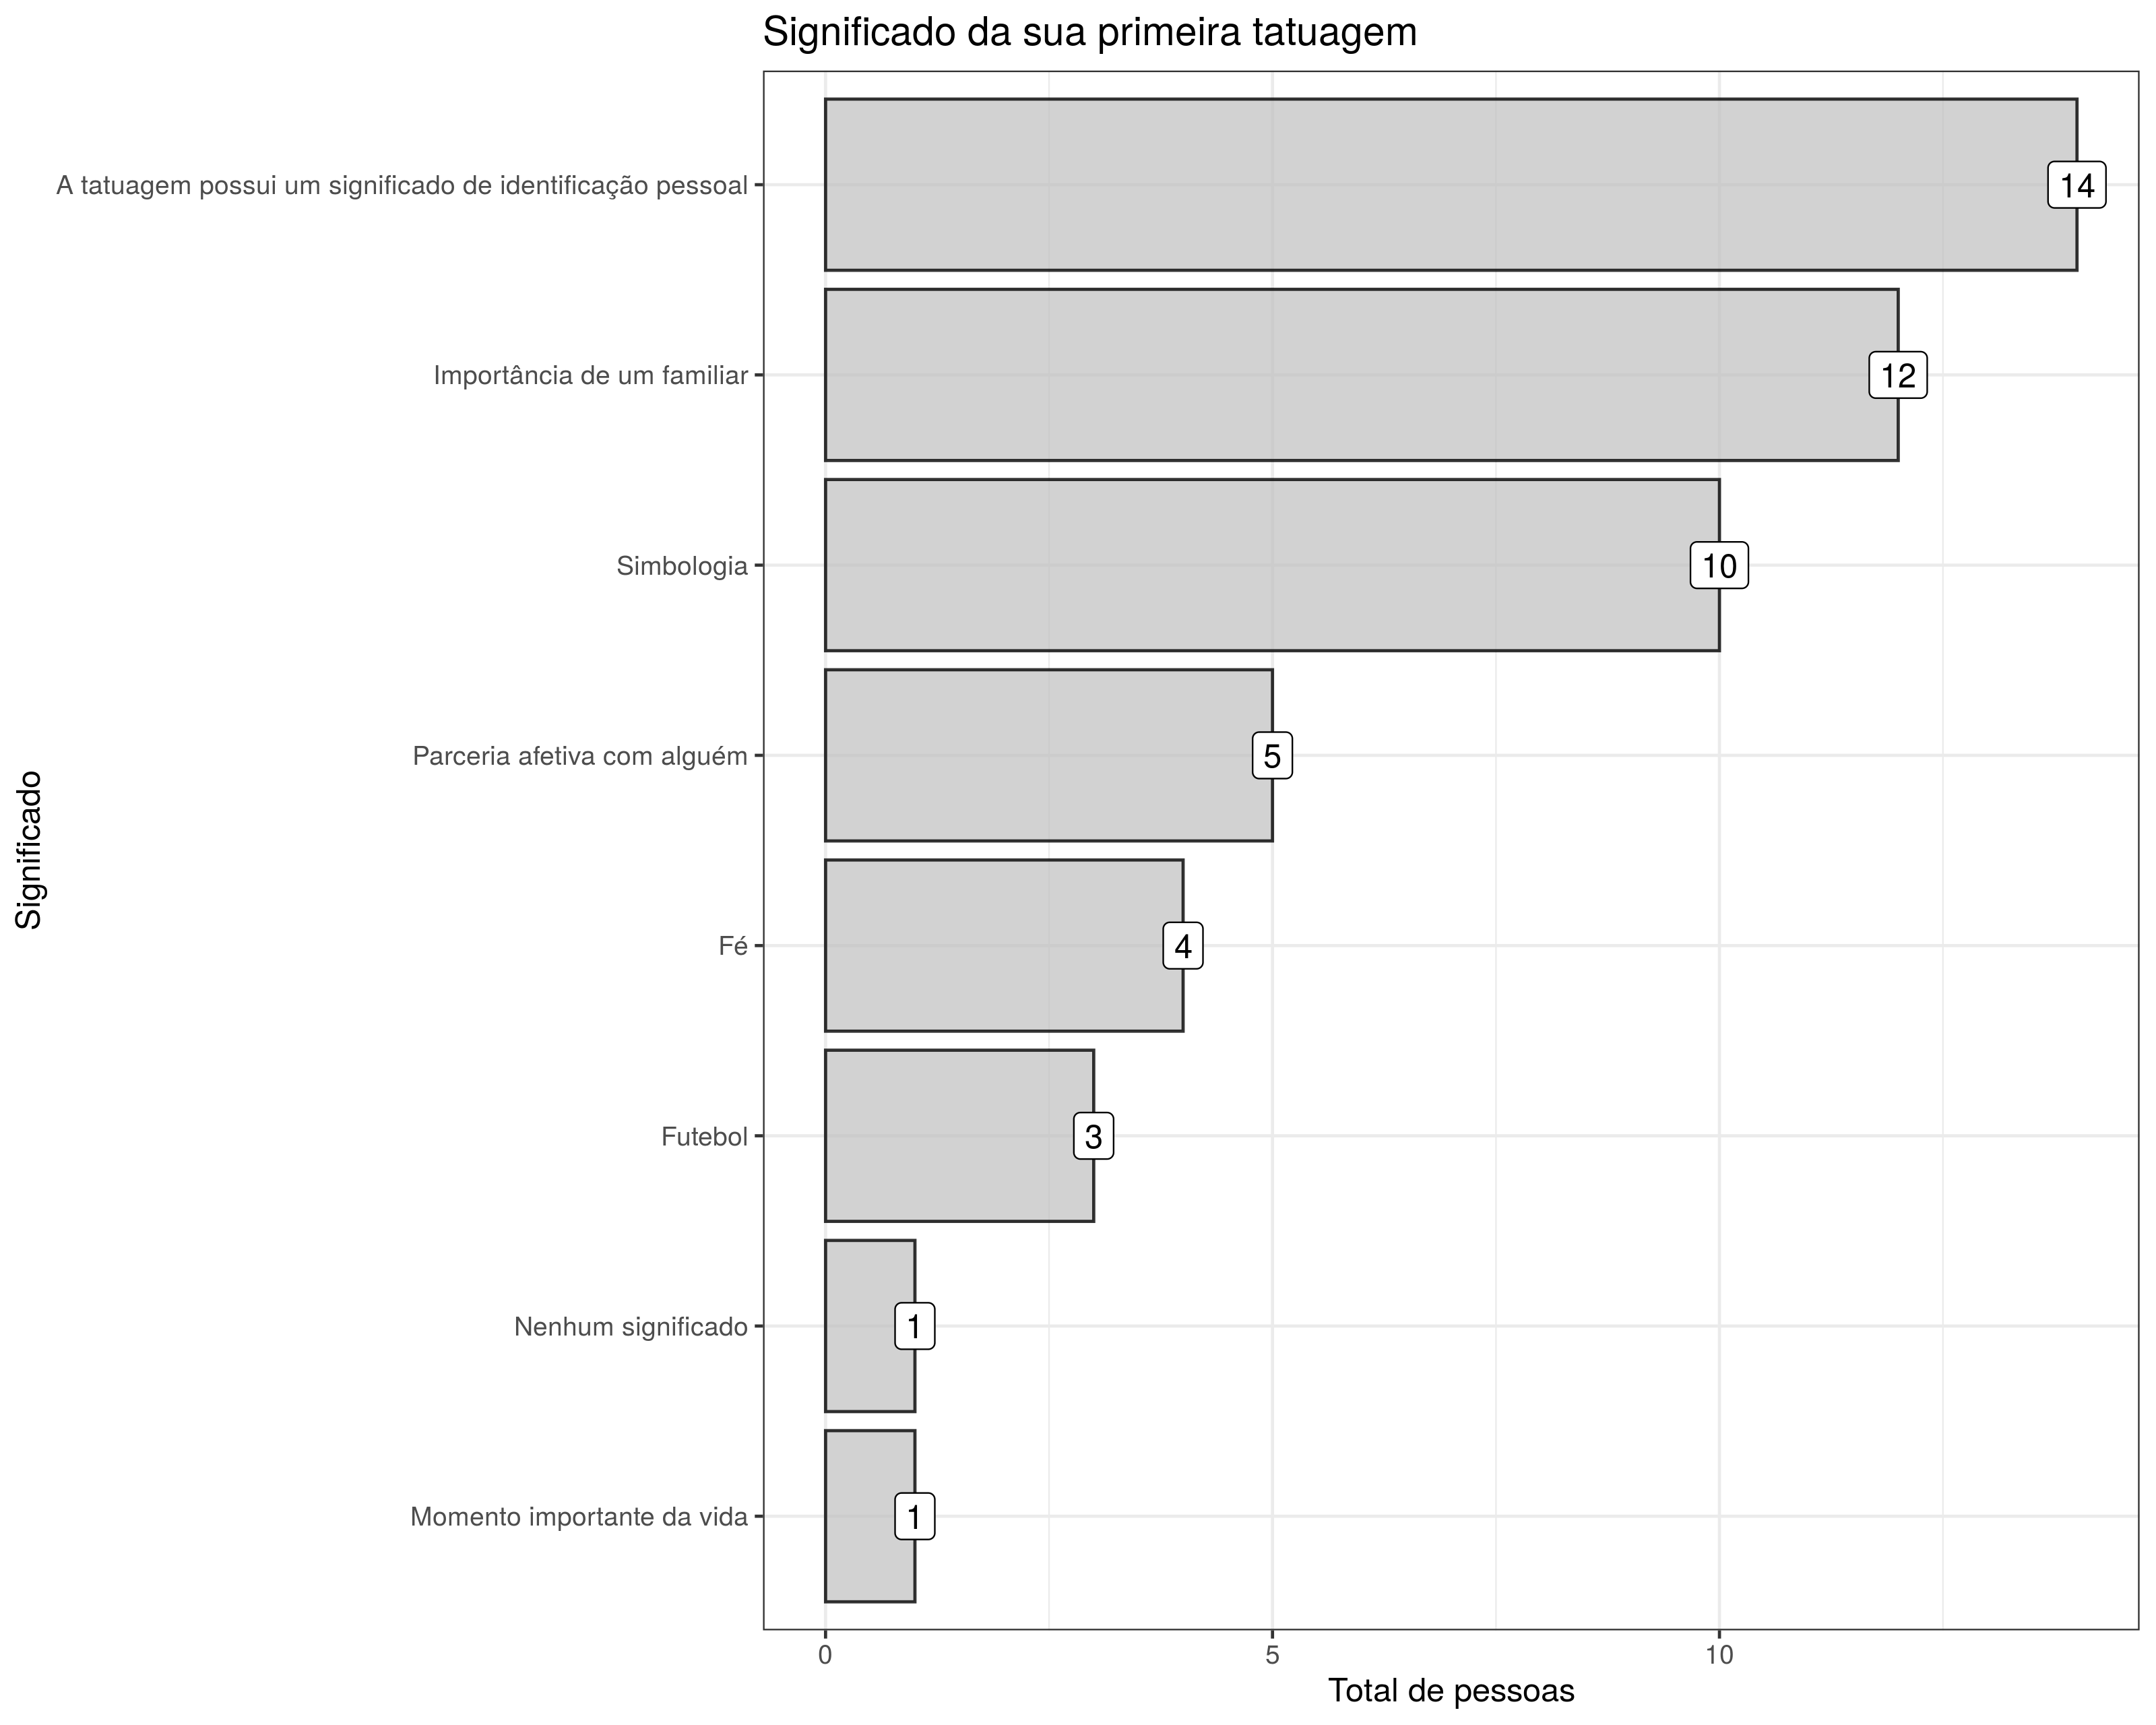 Significado da sua primeira tatuagem
A tatuagem possui um significado de identificação pessoal
14
Importância de um familiar
12
Simbologia
10
Parceria afetiva com alguém
5
Fé
4
Futebol
3
Nenhum significado
1
Momento importante da vida
1
Significado
0 5 10
Total de pessoas